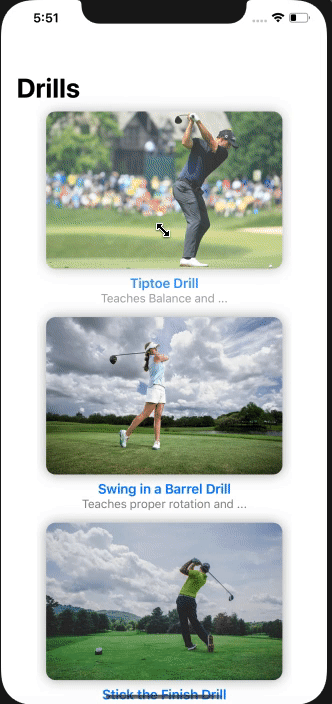 5:51
Drills
Tiptoe Drill
Teaches Balance and ...
Swing in a Barrel Drill
Teaches proper rotation and ...
Stick the Finish Drill